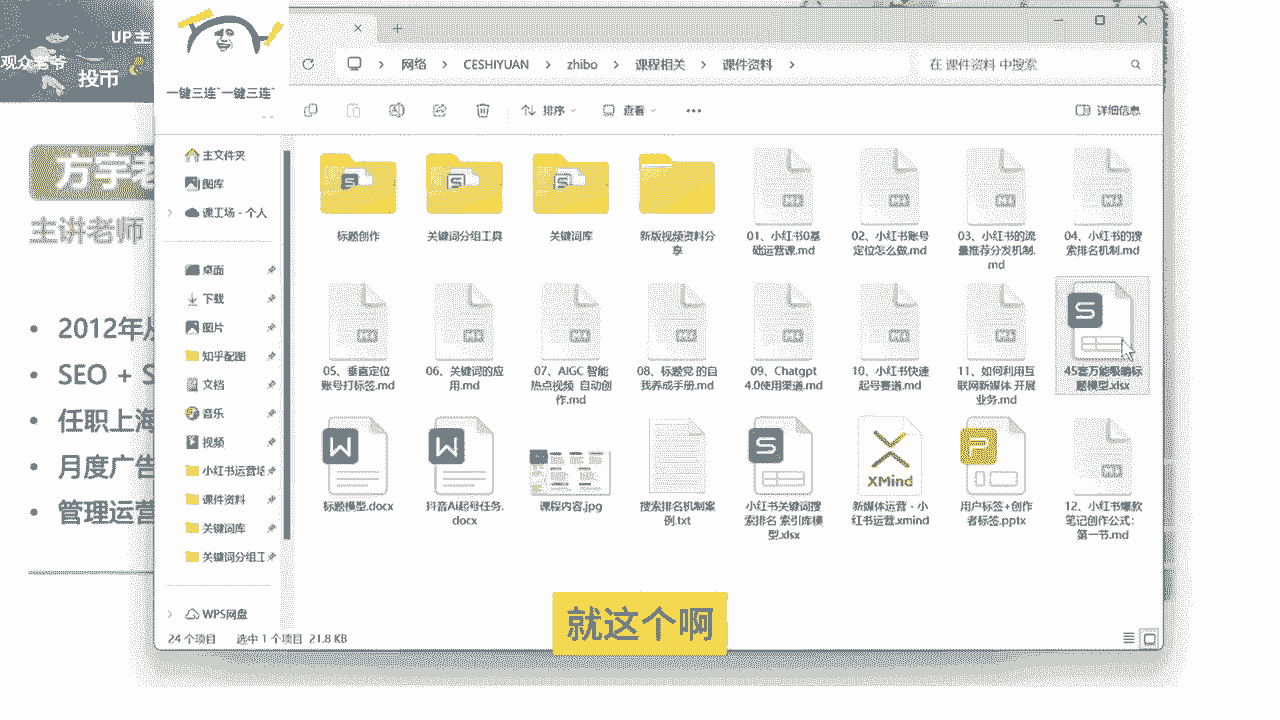 UP主
观众老爷
投币
一键三连 一键三连
方宇老
主讲老师
• 2012年从
• SEO + S
• 任职上海
• 月度广告
• 管理运营
网络 > CESHIYUAN > zhibo > 课程相关 > 课件资料 >
在 课件资料 中搜索
排序
查看
详细信息
主文件夹
图库
课工场 - 个人
桌面
下载
图片
知乎配图
文档
音乐
视频
小红书运营
课件资料
关键词库
关键词分组工
WPS网盘
标题创作
关键词分组工具
关键词库
新版视频资料分
享
01、小红书0基
础运营课.md
02、小红书账号
定位怎么做.md
03、小红书的流
量推荐分发机制.
md
04、小红书的搜
索排名机制.md
05、垂直定位
账号打标签.md
06、关键词的应
用.md
07、AIGC 智能
热点视频 自动创
作.md
08、标题党 的自
我养成手册.md
09、Chatgpt
4.0使用渠道.md
10、小红书快速
起号赛道.md
11、如何利用互
联网新媒体 开展
业务.md
45套万能吸睛标
题模型.xlsx
标题模型.docx
抖音Ai起号任务.
docx
课程内容.jpg
搜索排名机制案
例.txt
小红书关键词搜
索排名 索引库模
型.xlsx
XMind
新媒体运营 - 小
红书运营.xmind
用户标签+创作
者标签.pptx
12、小红书爆款
笔记创作公式：
第一节.md
24 个项目
选中 1 个项目 21.8 KB
就这个啊